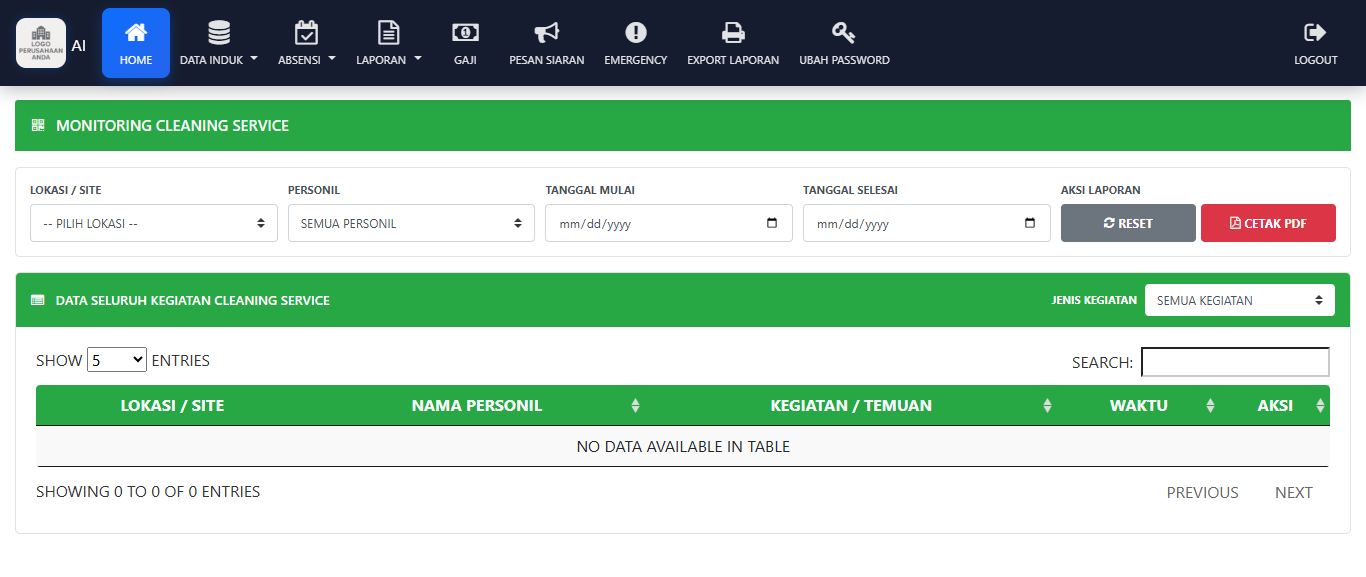 LOGO
PERUSAHAAN
ANDA
AI
HOME
DATA INDUK
ABSENSI
LAPORAN
GAJI
PESAN SIARAN
EMERGENCY
EXPORT LAPORAN
UBAH PASSWORD
LOGOUT
MONITORING CLEANING SERVICE
LOKASI / SITE
PERSONIL
TANGGAL MULAI
TANGGAL SELESAI
AKSI LAPORAN
-- PILIH LOKASI --
SEMUA PERSONIL
mm/dd/yyyy
mm/dd/yyyy
RESET
CETAK PDF
DATA SELURUH KEGIATAN CLEANING SERVICE
JENIS KEGIATAN
SEMUA KEGIATAN
SHOW 5 ENTRIES
SEARCH:
LOKASI / SITE
NAMA PERSONIL
KEGIATAN / TEMUAN
WAKTU
AKSI
NO DATA AVAILABLE IN TABLE
SHOWING 0 TO 0 OF 0 ENTRIES
PREVIOUS
NEXT